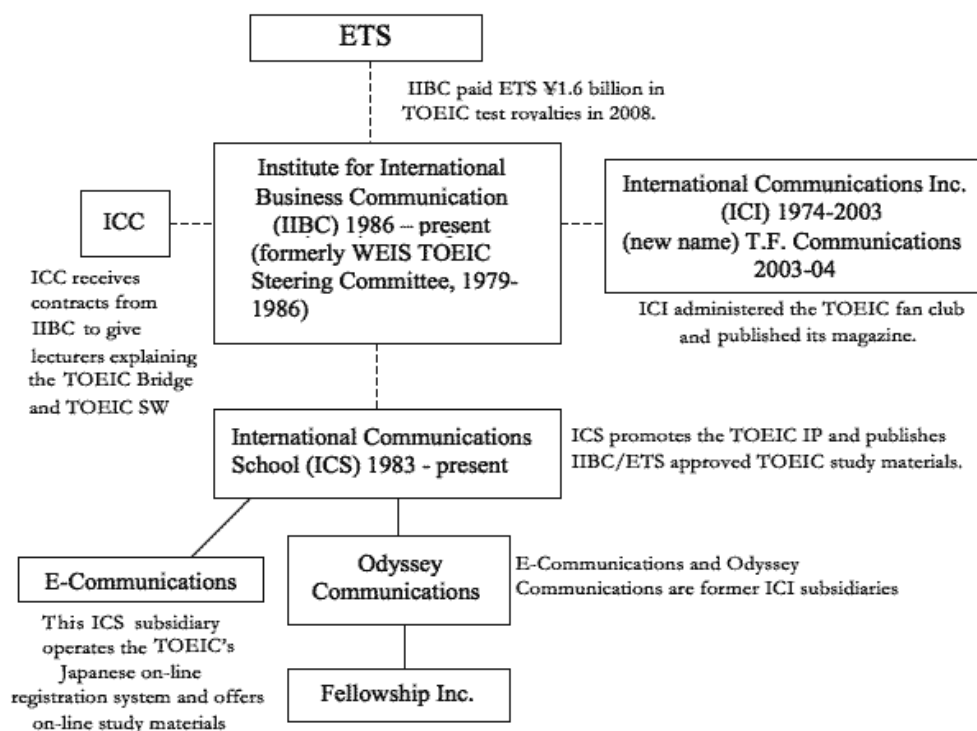 ETS
IIBC paid ETS ¥1.6 billion in
TOEIC test royalties in 2008.
Institute for International
Business Communication
(IIBC) 1986 – present
(formerly WEIS TOEIC
Steering Committee, 1979-
1986)
ICC
ICC receives
contracts from
IIBC to give
lecturers explaining
the TOEIC Bridge
and TOEIC SW
International Communications Inc.
(ICI) 1974-2003
(new name) T.F. Communications
2003-04
ICI administered the TOEIC fan club
and published its magazine.
International Communications
School (ICS) 1983 - present
ICS promotes the TOEIC IP and publishes
IIBC/ETS approved TOEIC study materials.
E-Communications
This ICS subsidiary
operates the TOEIC's
Japanese on-line
registration system and offers
on-line study materials
Odyssey
Communications
E-Communications and Odyssey
Communications are former ICI subsidiaries
Fellowship Inc.